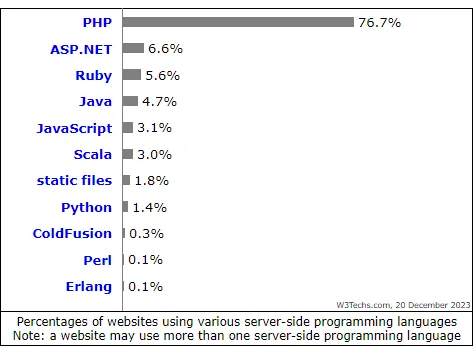 PHP 76.7%
ASP.NET 6.6%
Ruby 5.6%
Java 4.7%
JavaScript 3.1%
Scala 3.0%
static files 1.8%
Python 1.4%
ColdFusion 0.3%
Perl 0.1%
Erlang 0.1%
W3Techs.com, 20 December 2023
Percentages of websites using various server-side programming languages
Note: a website may use more than one server-side programming language